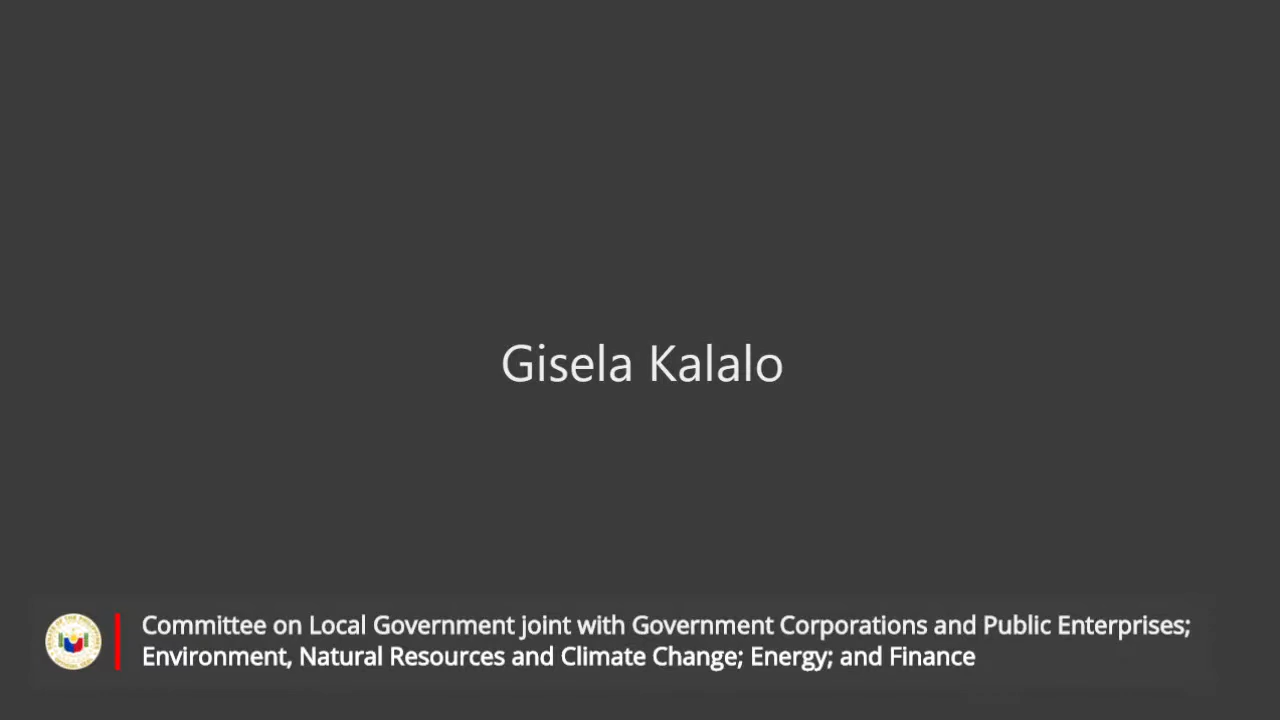 Gisela Kalalo
Committee on Local Government joint with Government Corporations and Public Enterprises;
Environment, Natural Resources and Climate Change; Energy; and Finance